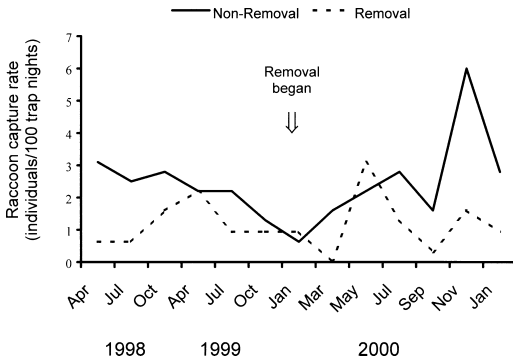 Non-Removal Removal
Raccoon capture rate
(individuals/100 trap nights)
7
6
5
4
3
2
1
0
Removal
began
Apr Jul Oct Apr Jul Oct Jan Mar May Jul Sep Nov Jan
1998 1999 2000